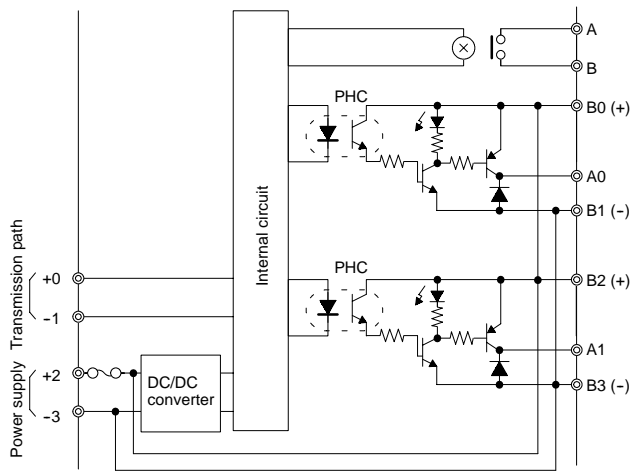 A
B
PHC
B0 (+)
A0
B1 (−)
Internal circuit
Transmission path
+0
−1
PHC
B2 (+)
A1
B3 (−)
Power supply
+2
−3
DC/DC
converter